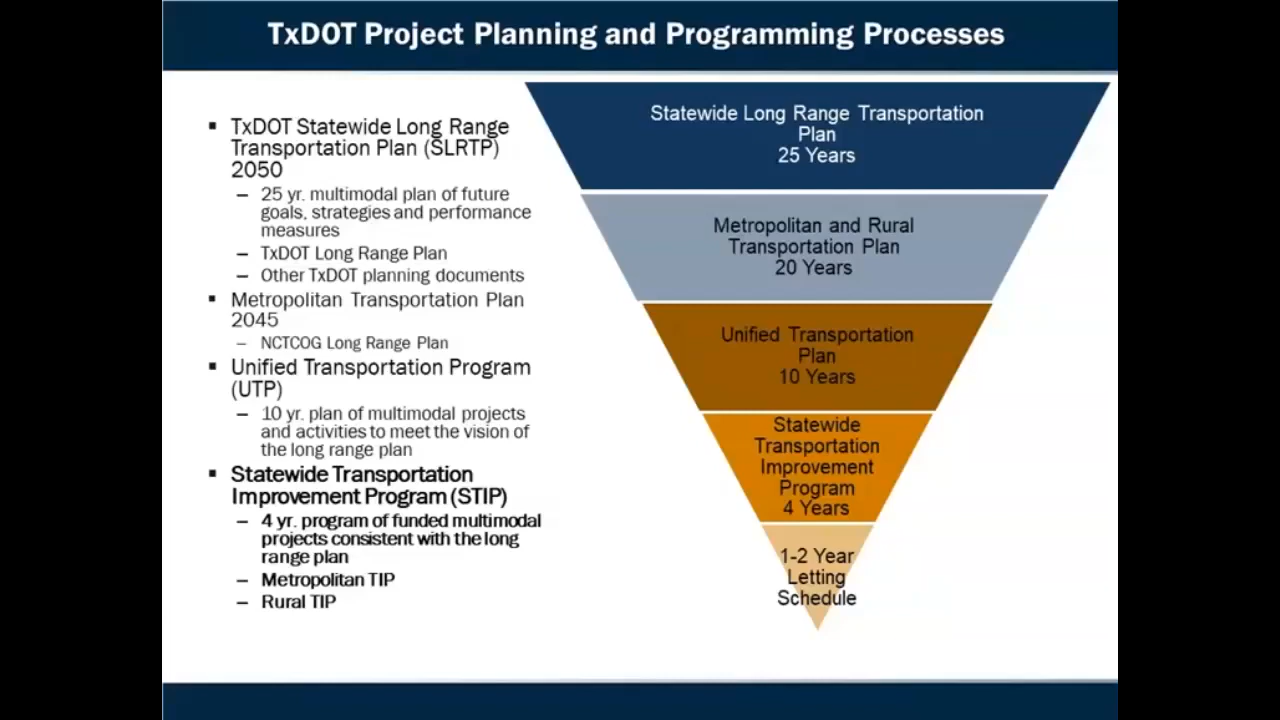 TxDOT Project Planning and Programming Processes
▪ TxDOT Statewide Long Range
Transportation Plan (SLRTP)
2050
– 25 yr. multimodal plan of future
goals, strategies and performance
measures
– TxDOT Long Range Plan
– Other TxDOT planning documents
▪ Metropolitan Transportation Plan
2045
– NCTCOG Long Range Plan
▪ Unified Transportation Program
(UTP)
– 10 yr. plan of multimodal projects
and activities to meet the vision of
the long range plan
▪ Statewide Transportation
Improvement Program (STIP)
– 4 yr. program of funded multimodal
projects consistent with the long
range plan
– Metropolitan TIP
– Rural TIP
Statewide Long Range Transportation
Plan
25 Years
Metropolitan and Rural
Transportation Plan
20 Years
Unified Transportation
Plan
10 Years
Statewide
Transportation
Improvement
Program
4 Years
1-2 Year
Letting
Schedule